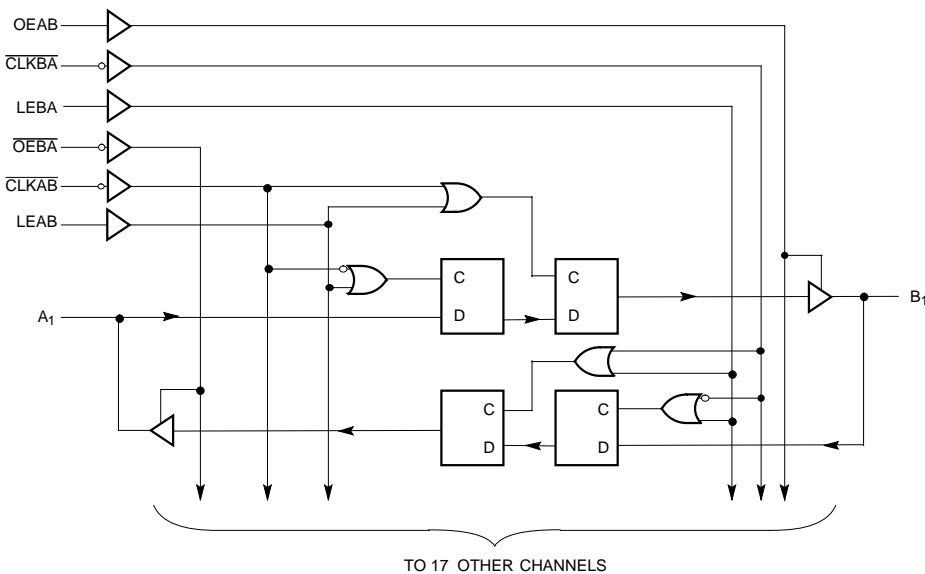 OEAB
CLKBA
LEBA
OEBA
CLKAB
LEAB
C
D
C
D
A1
B1
C
D
C
D
TO 17 OTHER CHANNELS